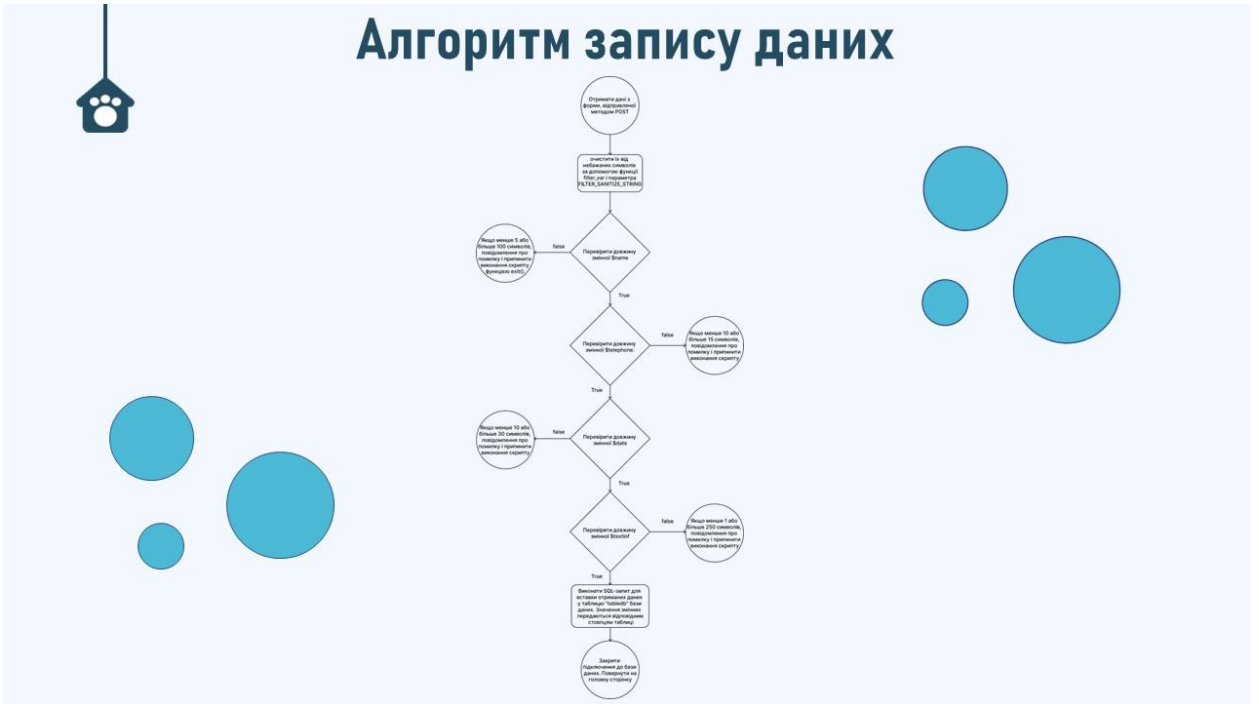 Алгоритм запису даних
Отримати дані з
форми, відправленої
методом POST
очистити їх від
небажаних символів
за допомогою функції
filter_var і параметра
FILTER_SANITIZE_STRING
Якщо менше 5 або
більше 100 символів,
повідомлення про
помилку і припинити
виконання скрипту
функцією exit().
false
Перевірити довжину
змінної $name
True
Перевірити довжину
змінної $telephone.
false
Якщо менше 10 або
більше 15 символів,
повідомлення про
помилку і припинити
виконання скрипту
True
Якщо менше 10 або
більше 30 символів,
повідомлення про
помилку і припинити
виконання скрипту
false
Перевірити довжину
змінної $date
True
Перевірити довжину
змінної $textinf
false
Якщо менше 1 або
більше 250 символів,
повідомлення про
помилку і припинити
виконання скрипту
True
Виконати SQL-запит для
вставки отриманих даних
у таблицю "tabledb" бази
даних. Значення змінних
передаються відповідним
стовпцям таблиці
Закрити
підключення до бази
даних. Повернути на
головну сторінку